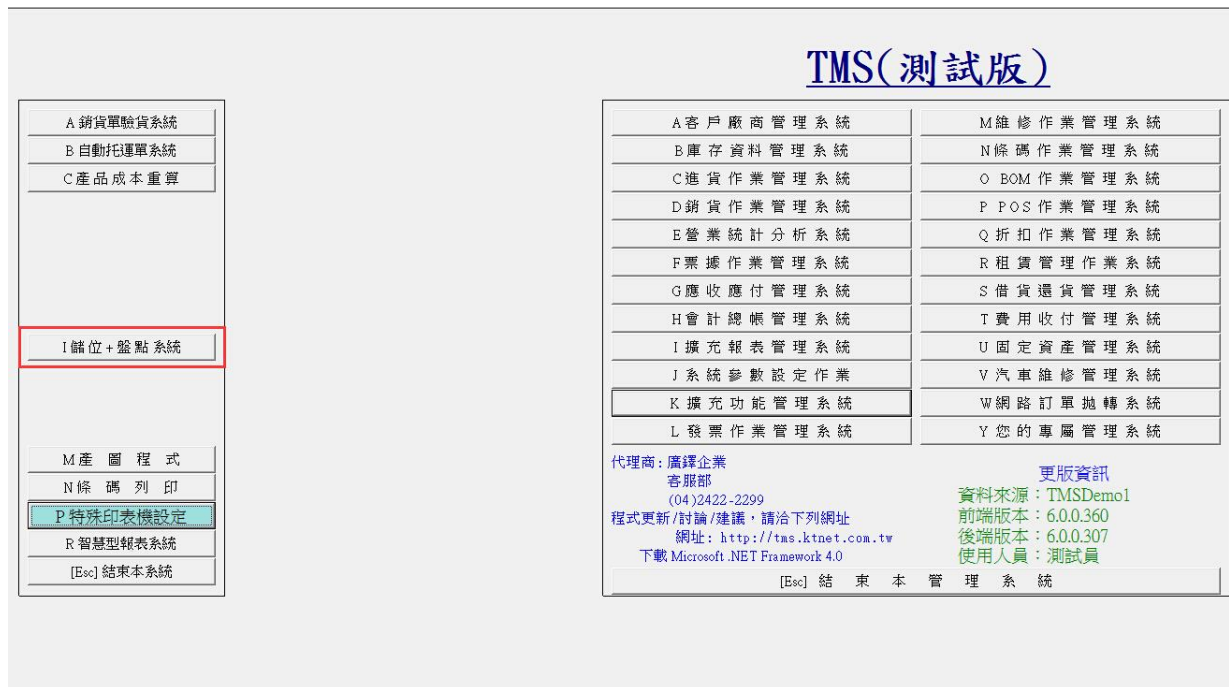 TMS(測試版)
A 銷貨單驗貨系統
B 自動托運單系統
C 產品成本重算
I 儲位+盤點 系統
M產 圖 程 式
N條 碼 列 印
P 特殊印表機設定
R 智慧型報表系統
[Esc] 結束本系統
A客 戶 廠 商 管 理 系 統
B庫 存 資 料 管 理 系 統
C進 貨 作 業 管 理 系 統
D銷 貨 作 業 管 理 系 統
E營 業 統 計 分 析 系 統
F票 據 作 業 管 理 系 統
G應 收 應 付 管 理 系 統
H會 計 總 帳 管 理 系 統
I 擴 充 報 表 管 理 系 統
J 系 統 參 數 設 定 作 業
K 擴 充 功 能 管 理 系 統
L 發 票 作 業 管 理 系 統
M維 修 作 業 管 理 系 統
N條 碼 作 業 管 理 系 統
O BOM 作 業 管 理 系 統
P POS 作 業 管 理 系 統
Q折 扣 作 業 管 理 系 統
R租 賃 管 理 作 業 系 統
S借 貨 還 貨 管 理 系 統
T費 用 收 付 管 理 系 統
U固 定 資 產 管 理 系 統
V汽 車 維 修 管 理 系 統
W網 路 訂 單 拋 轉 系 統
Y您 的 專 屬 管 理 系 統
代理商:廣鐸企業
客服部
(04)2422-2299
程式更新/討論/建議,請洽下列網址
網址: http://tms.ktnet.com.tw
下載 Microsoft .NET Framework 4.0
更版資訊
資料來源:TMSDemo1
前端版本:6.0.0.360
後端版本:6.0.0.307
使用人員:測試員
[Esc] 結 束 本 管 理 系 統